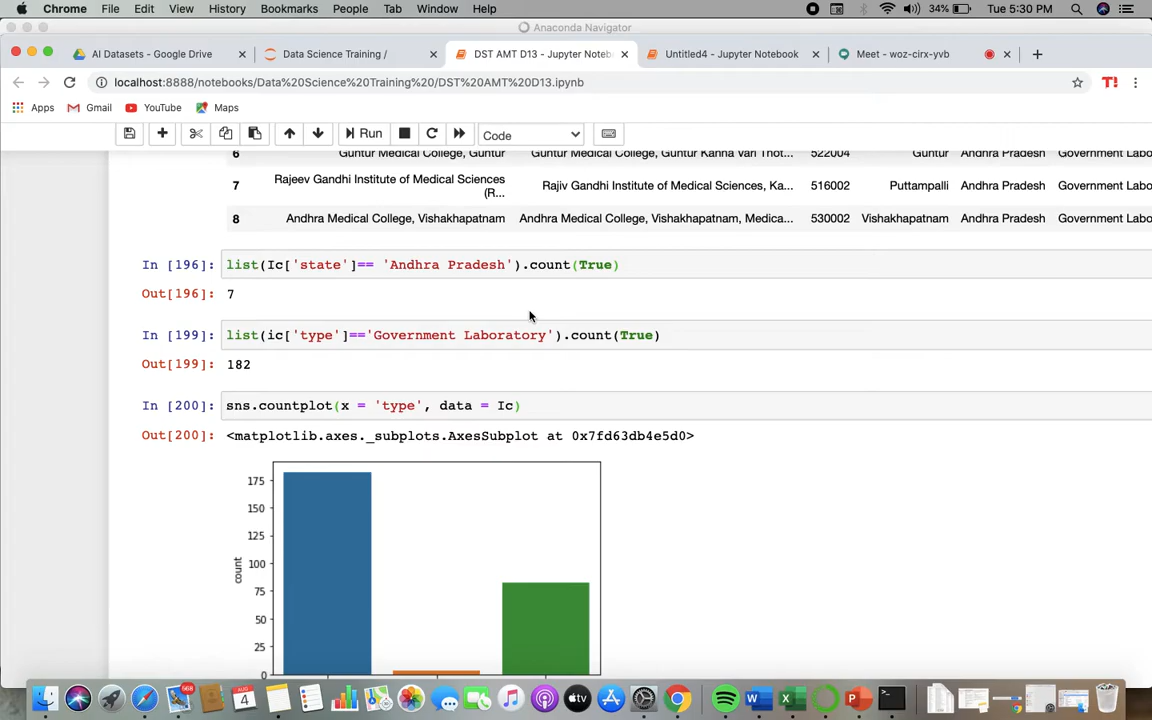 Chrome File Edit View History Bookmarks People Tab Window Help 34% Tue 5:30 PM
Anaconda Navigator
AI Datasets - Google Drive × Data Science Training / × DST AMT D13 - Jupyter Noteb × Untitled4 - Jupyter Notebook × Meet - woz-cirx-yvb × +
localhost:8888/notebooks/Data%20Science%20Training%20/DST%20AMT%20D13.ipynb T!
Apps Gmail YouTube Maps
Run Code
6 Guntur Medical College, Guntur Guntur Medical College, Guntur Kanna Vari Thot... 522004 Guntur Andhra Pradesh Government Labo
7 Rajeev Gandhi Institute of Medical Sciences (R... Rajiv Gandhi Institute of Medical Sciences, Ka... 516002 Puttampalli Andhra Pradesh Government Labo
8 Andhra Medical College, Vishakhapatnam Andhra Medical College, Vishakhapatnam, Medica... 530002 Vishakhapatnam Andhra Pradesh Government Labo
In [196]: list(Ic['state']== 'Andhra Pradesh').count(True)
Out[196]: 7
In [199]: list(ic['type']=='Government Laboratory').count(True)
Out[199]: 182
In [200]: sns.countplot(x = 'type', data = Ic)
Out[200]: <matplotlib.axes._subplots.AxesSubplot at 0x7fd63db4e5d0>
175
150
125
100
75
50
25
0
count
568 AUG 4 tv